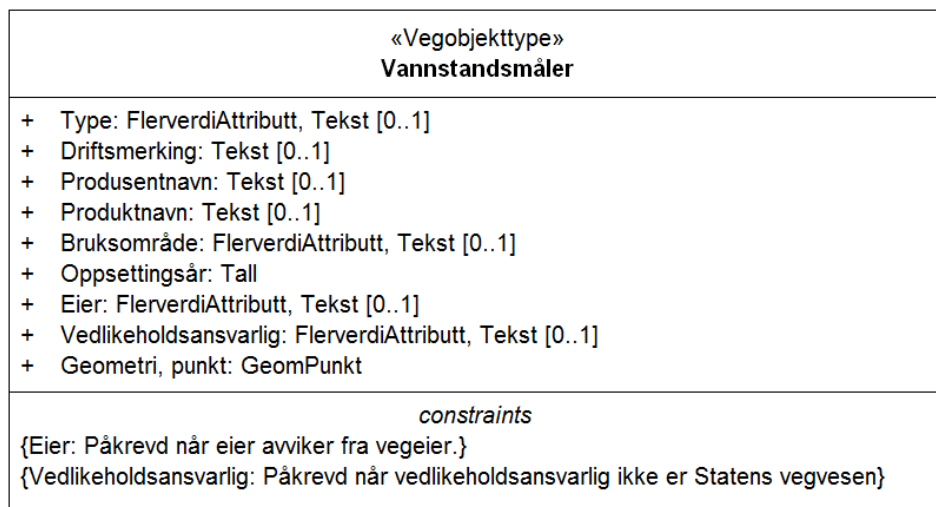 «Vegobjekttype»
Vannstandsmåler
+ Type: FlerverdiAttributt, Tekst [0..1]
+ Driftsmerking: Tekst [0..1]
+ Produsentnavn: Tekst [0..1]
+ Produktnavn: Tekst [0..1]
+ Bruksområde: FlerverdiAttributt, Tekst [0..1]
+ Oppsettingsår: Tall
+ Eier: FlerverdiAttributt, Tekst [0..1]
+ Vedlikeholdsansvarlig: FlerverdiAttributt, Tekst [0..1]
+ Geometri, punkt: GeomPunkt
constraints
{Eier: Påkrevd når eier avviker fra vegeier.}
{Vedlikeholdsansvarlig: Påkrevd når vedlikeholdsansvarlig ikke er Statens vegvesen}